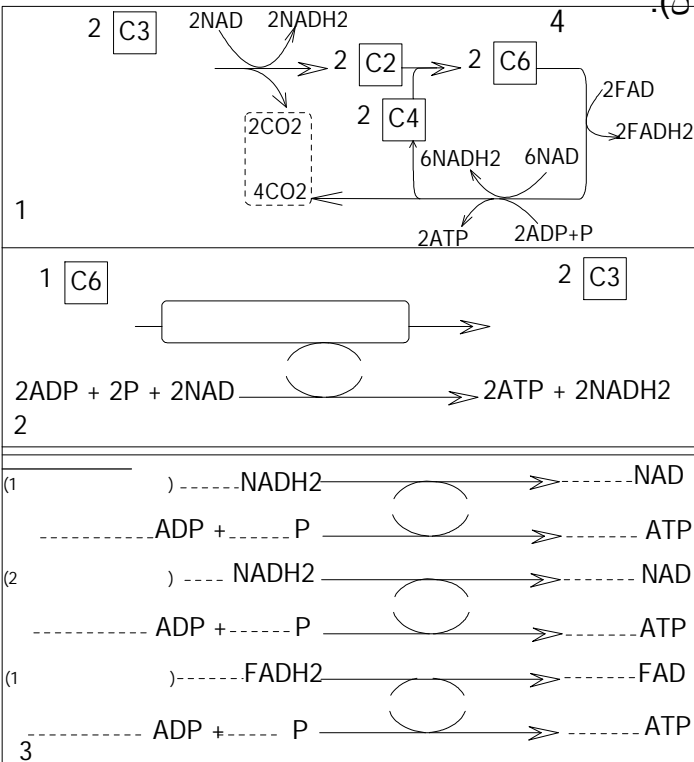 4
2 C3
2NAD 2NADH2
2 C2
2 C6
2 C4
2FAD
2FADH2
2CO2
6NADH2 6NAD
4CO2
2ATP 2ADP+P
1
1 C6
2 C3
2ADP + 2P + 2NAD 2ATP + 2NADH2
2
(1 ) ------NADH2 ------NAD
------------ADP +------ P ------ ATP
(2 ) ---- NADH2 ------ NAD
------------- ADP +------- P ------ATP
(1 )------FADH2 ------FAD
------------ ADP +----- P ------ ATP
3